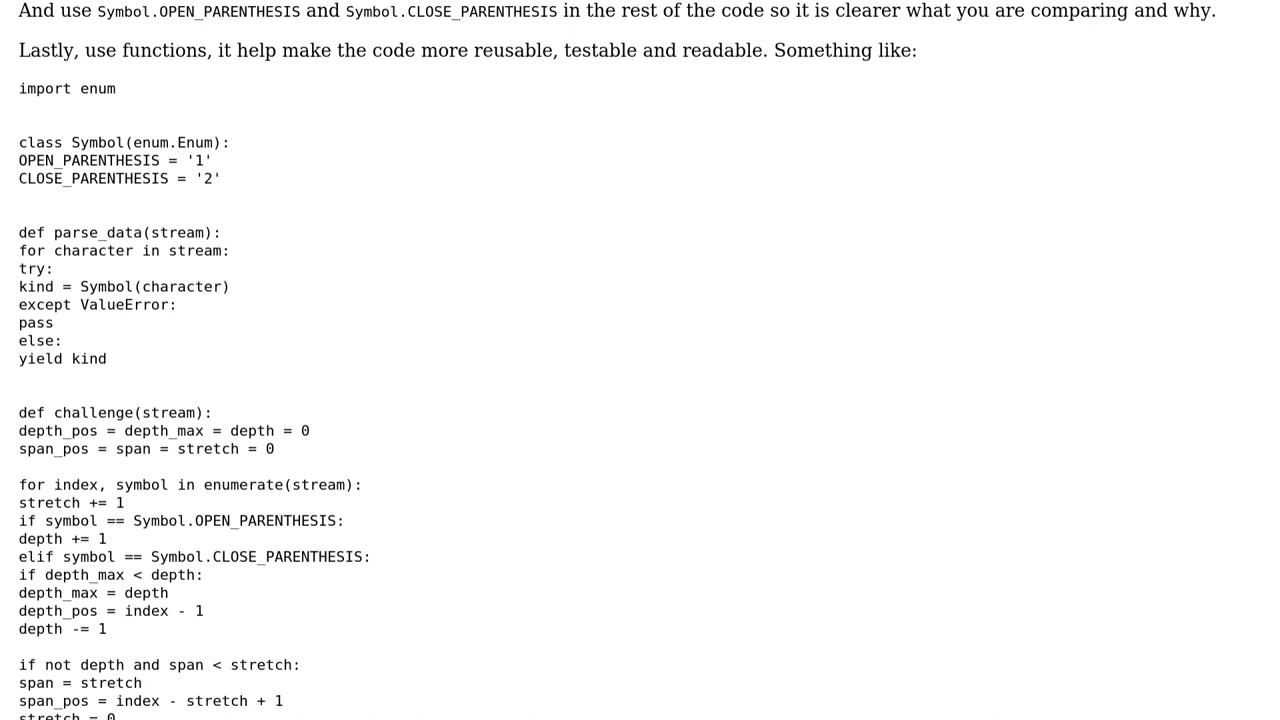 And use Symbol.OPEN_PARENTHESIS and Symbol.CLOSE_PARENTHESIS in the rest of the code so it is clearer what you are comparing and why.
Lastly, use functions, it help make the code more reusable, testable and readable. Something like:
import enum
class Symbol(enum.Enum):
OPEN_PARENTHESIS = '1'
CLOSE_PARENTHESIS = '2'
def parse_data(stream):
for character in stream:
try:
kind = Symbol(character)
except ValueError:
pass
else:
yield kind
def challenge(stream):
depth_pos = depth_max = depth = 0
span_pos = span = stretch = 0
for index, symbol in enumerate(stream):
stretch += 1
if symbol == Symbol.OPEN_PARENTHESIS:
depth += 1
elif symbol == Symbol.CLOSE_PARENTHESIS:
if depth_max < depth:
depth_max = depth
depth_pos = index - 1
depth -= 1
if not depth and span < stretch:
span = stretch
span_pos = index - stretch + 1
stretch = 0